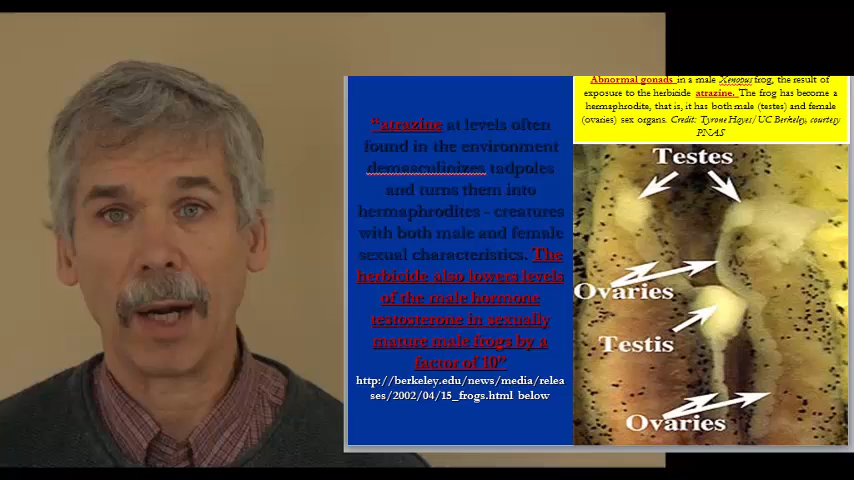 "atrazine at levels often
found in the environment
demasculinizes tadpoles
and turns them into
hermaphrodites - creatures
with both male and female
sexual characteristics. The
herbicide also lowers levels
of the male hormone
testosterone in sexually
mature male frogs by a
factor of 10"
http://berkeley.edu/news/media/relea
ses/2002/04/15_frogs.html below
Abnormal gonads in a male Xenopus frog, the result of
exposure to the herbicide atrazine. The frog has become a
hermaphrodite, that is, it has both male (testes) and female
(ovaries) sex organs. Credit: Tyrone Hayes/UC Berkeley, courtesy
PNAS
Testes
Ovaries
Testis
Ovaries